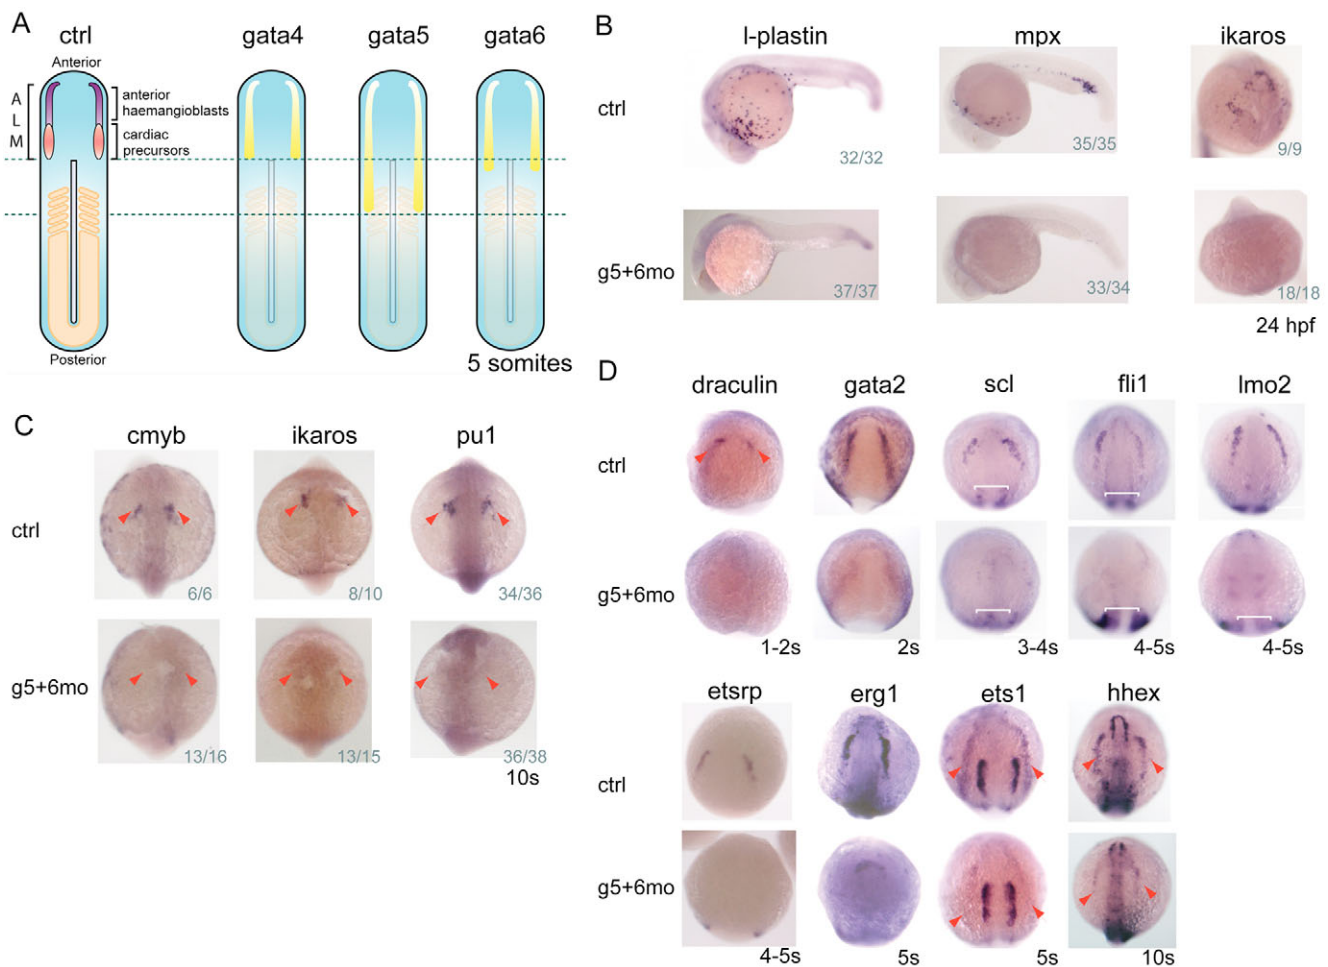 A
ctrl
gata4
gata5
gata6
Anterior
A
L
M
anterior
haemangioblasts
cardiac
precursors
Posterior
5 somites
B
l-plastin
mpx
ikaros
ctrl
32/32
35/35
9/9
g5+6mo
37/37
33/34
18/18
24 hpf
C
cmyb
ikaros
pu1
ctrl
6/6
8/10
34/36
g5+6mo
13/16
13/15
36/38
10s
D
draculin
gata2
scl
fli1
lmo2
ctrl
g5+6mo
1-2s
2s
3-4s
4-5s
4-5s
etsrp
erg1
ets1
hhex
ctrl
g5+6mo
4-5s
5s
5s
10s